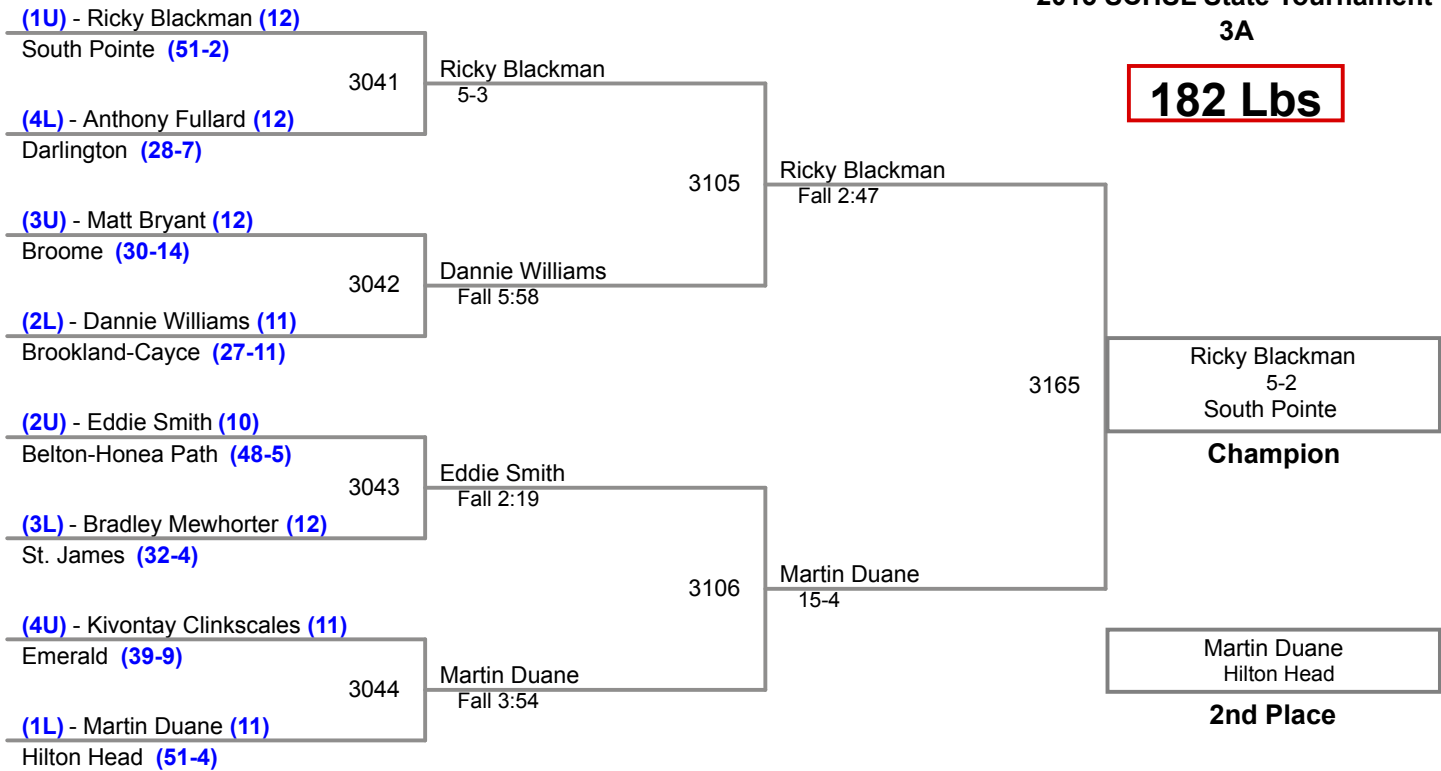 SCHSL State Tournament
3A
182 Lbs
(1U) - Ricky Blackman (12)
South Pointe (51-2)
3041
Ricky Blackman
5-3
(4L) - Anthony Fullard (12)
Darlington (28-7)
3105
Ricky Blackman
Fall 2:47
(3U) - Matt Bryant (12)
Broome (30-14)
3042
Dannie Williams
Fall 5:58
(2L) - Dannie Williams (11)
Brookland-Cayce (27-11)
3165
Ricky Blackman
5-2
South Pointe
Champion
(2U) - Eddie Smith (10)
Belton-Honea Path (48-5)
3043
Eddie Smith
Fall 2:19
(3L) - Bradley Mewhorter (12)
St. James (32-4)
3106
Martin Duane
15-4
(4U) - Kivontay Clinkscales (11)
Emerald (39-9)
3044
Martin Duane
Fall 3:54
(1L) - Martin Duane (11)
Hilton Head (51-4)
Martin Duane
Hilton Head
2nd Place